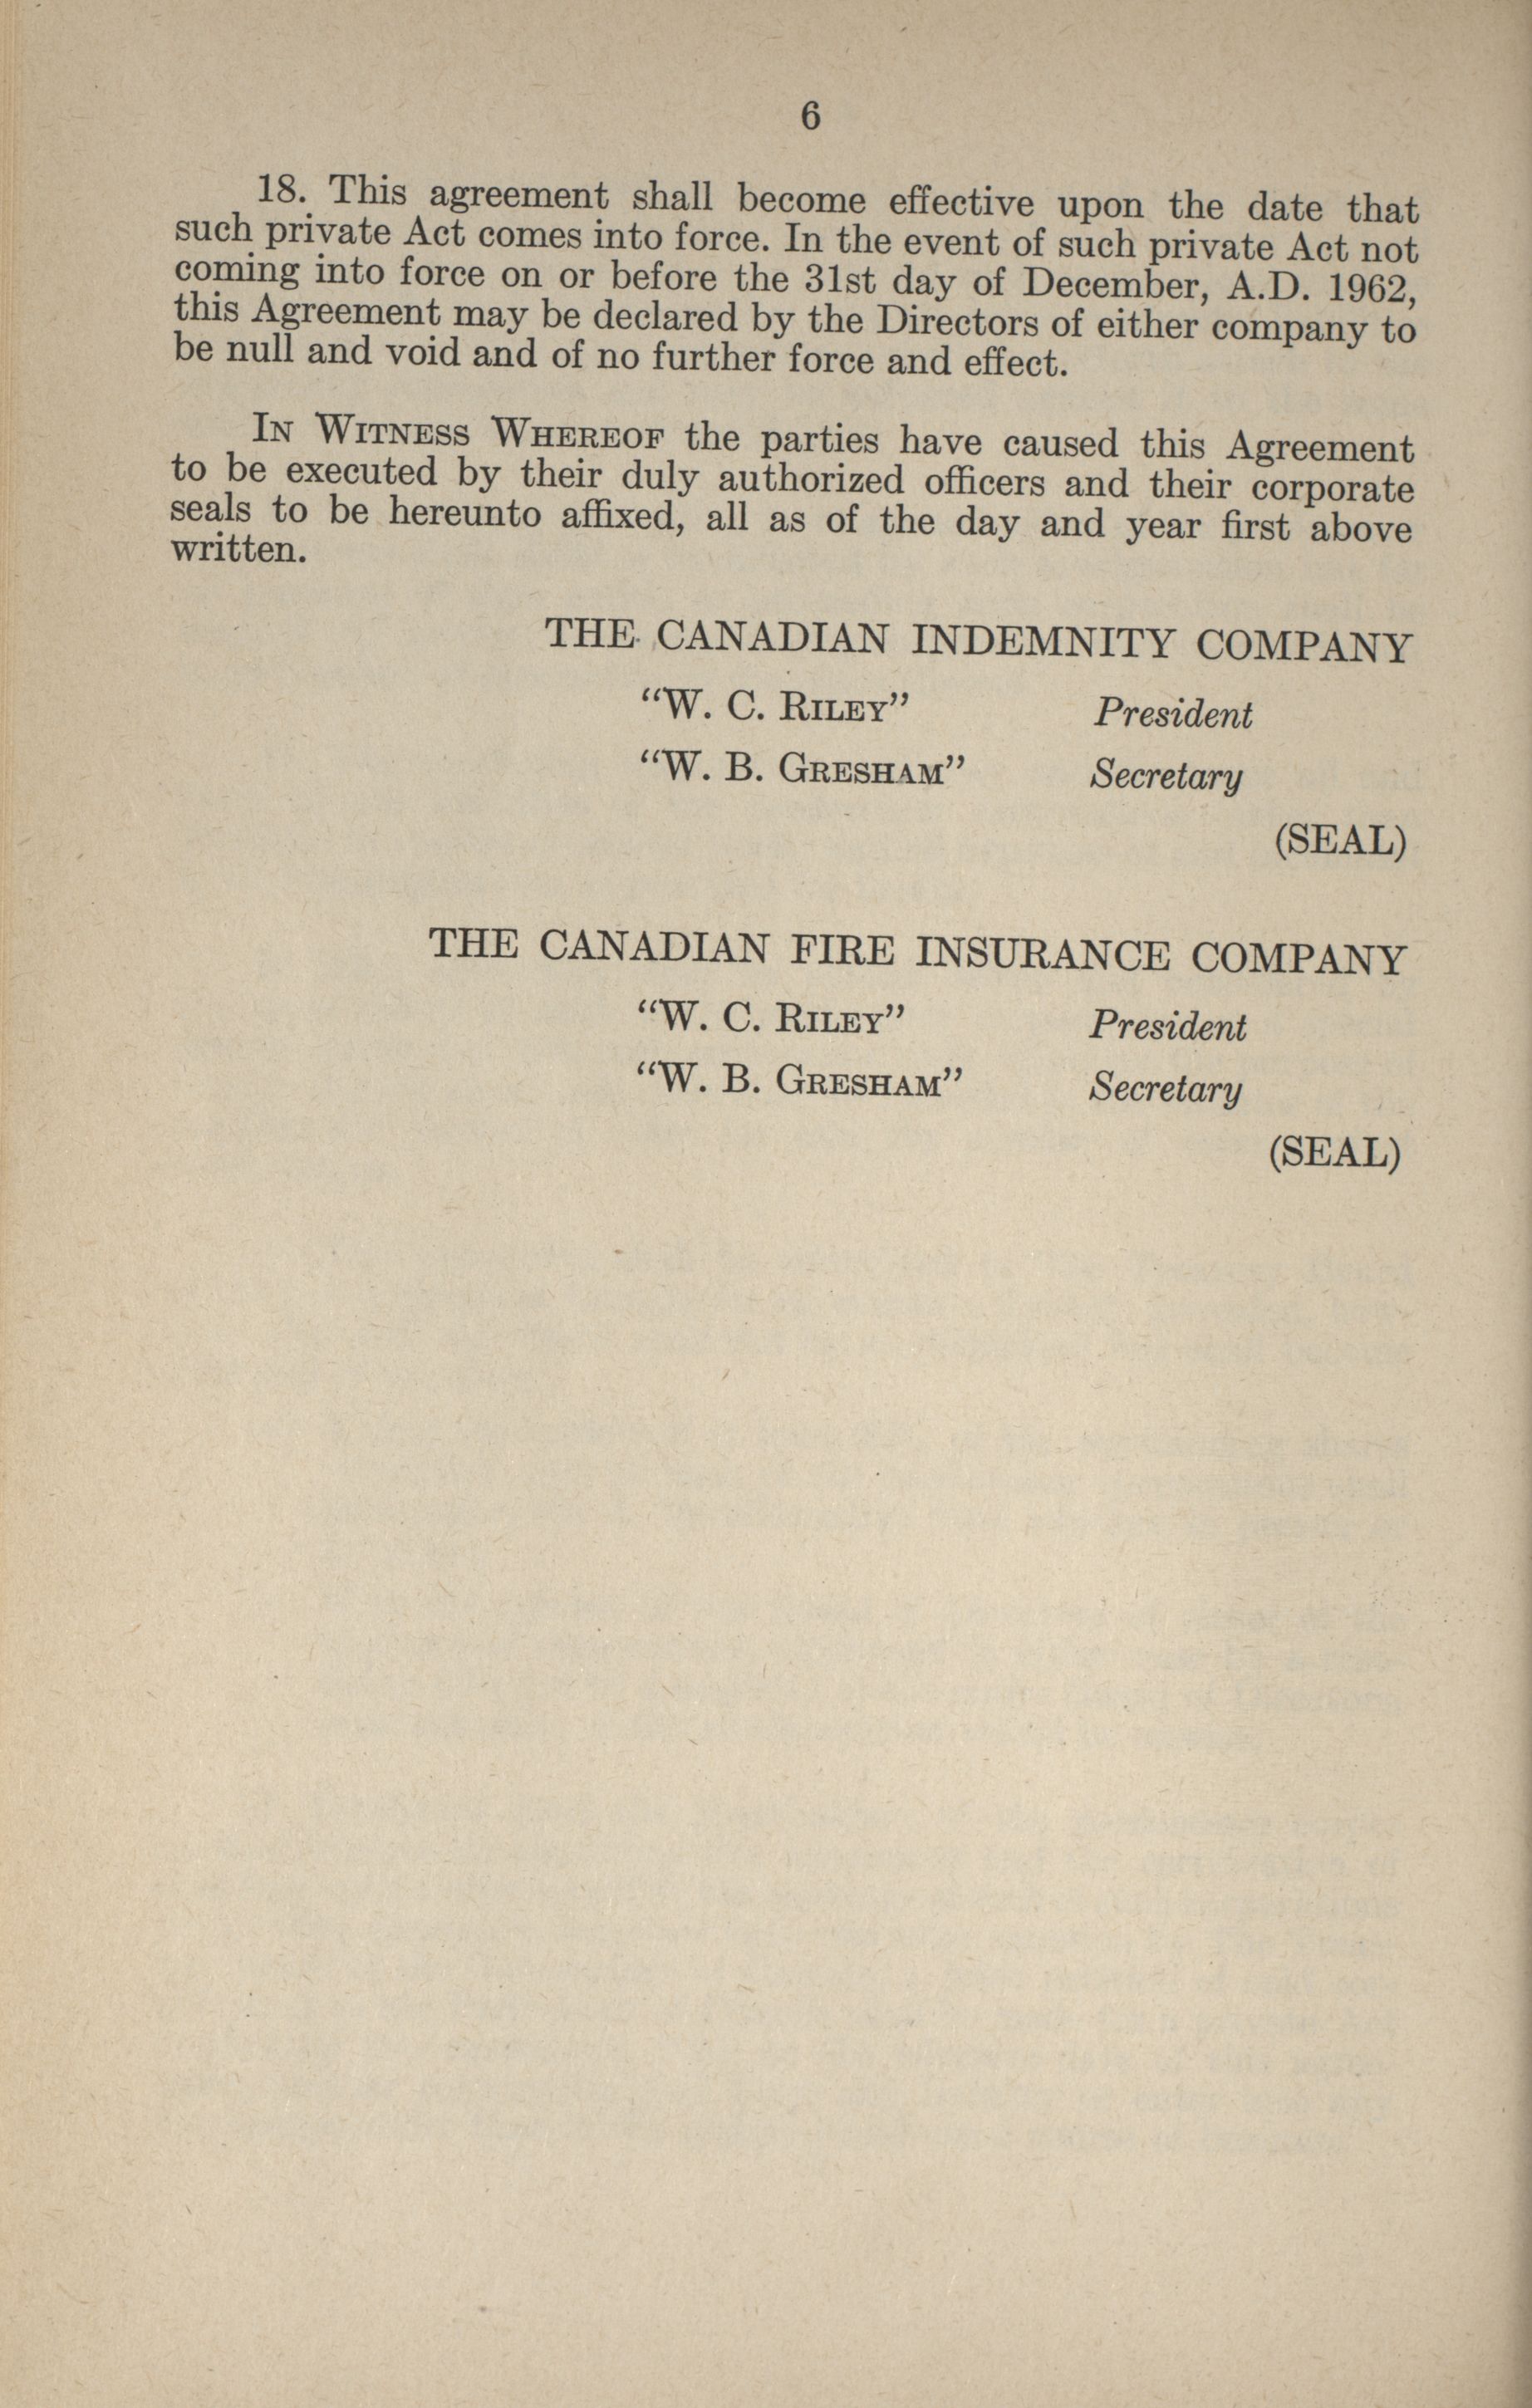 6
18. This agreement shall become effective upon the date that
such private Act comes into force. In the event of such private Act not
coming into force on or before the 31st day of December, A.D. 1962,
this Agreement may be declared by the Directors of either company to
be null and void and of no further force and effect.
IN WITNESS WHEREOF the parties have caused this Agreement
to be executed by their duly authorized officers and their corporate
seals to be hereunto affixed, all as of the day and year first above
written.
THE CANADIAN INDEMNITY COMPANY
“W. C. RILEY” President
“W. B. GRESHAM” Secretary
(SEAL)
THE CANADIAN FIRE INSURANCE COMPANY
“W. C. RILEY” President
“W. B. GRESHAM” Secretary
(SEAL)